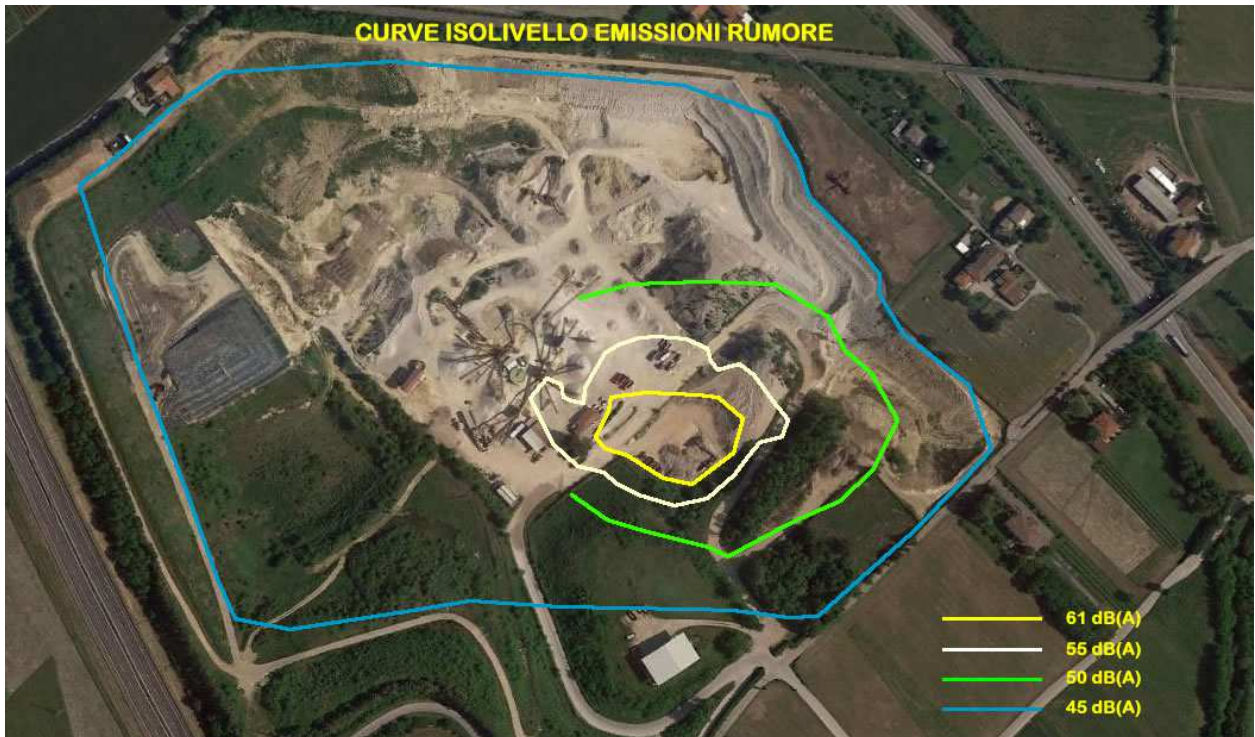 CURVE ISOLIVELLO EMISSIONI RUMORE
61 dB(A)
55 dB(A)
50 dB(A)
45 dB(A)